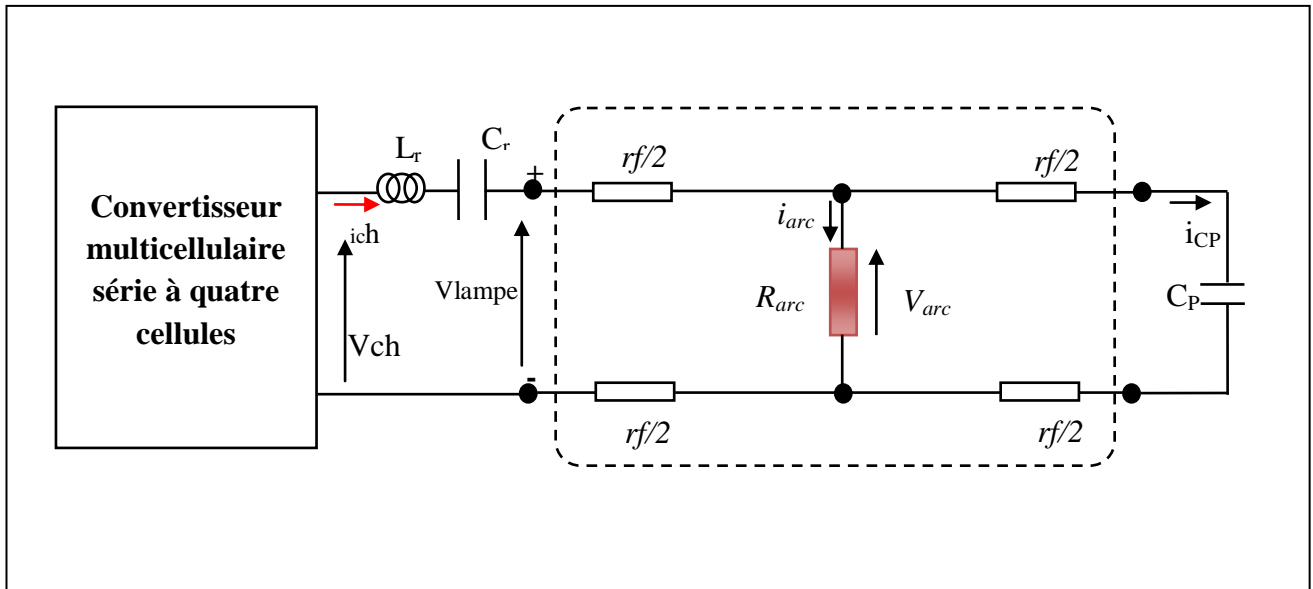 Convertisseur
multicellulaire
série à quatre
cellules
Lr
Cr
ich
Vch
+
Vlampe
-
rf/2
rf/2
iarc
Rarc
Varc
rf/2
rf/2
iCP
CP